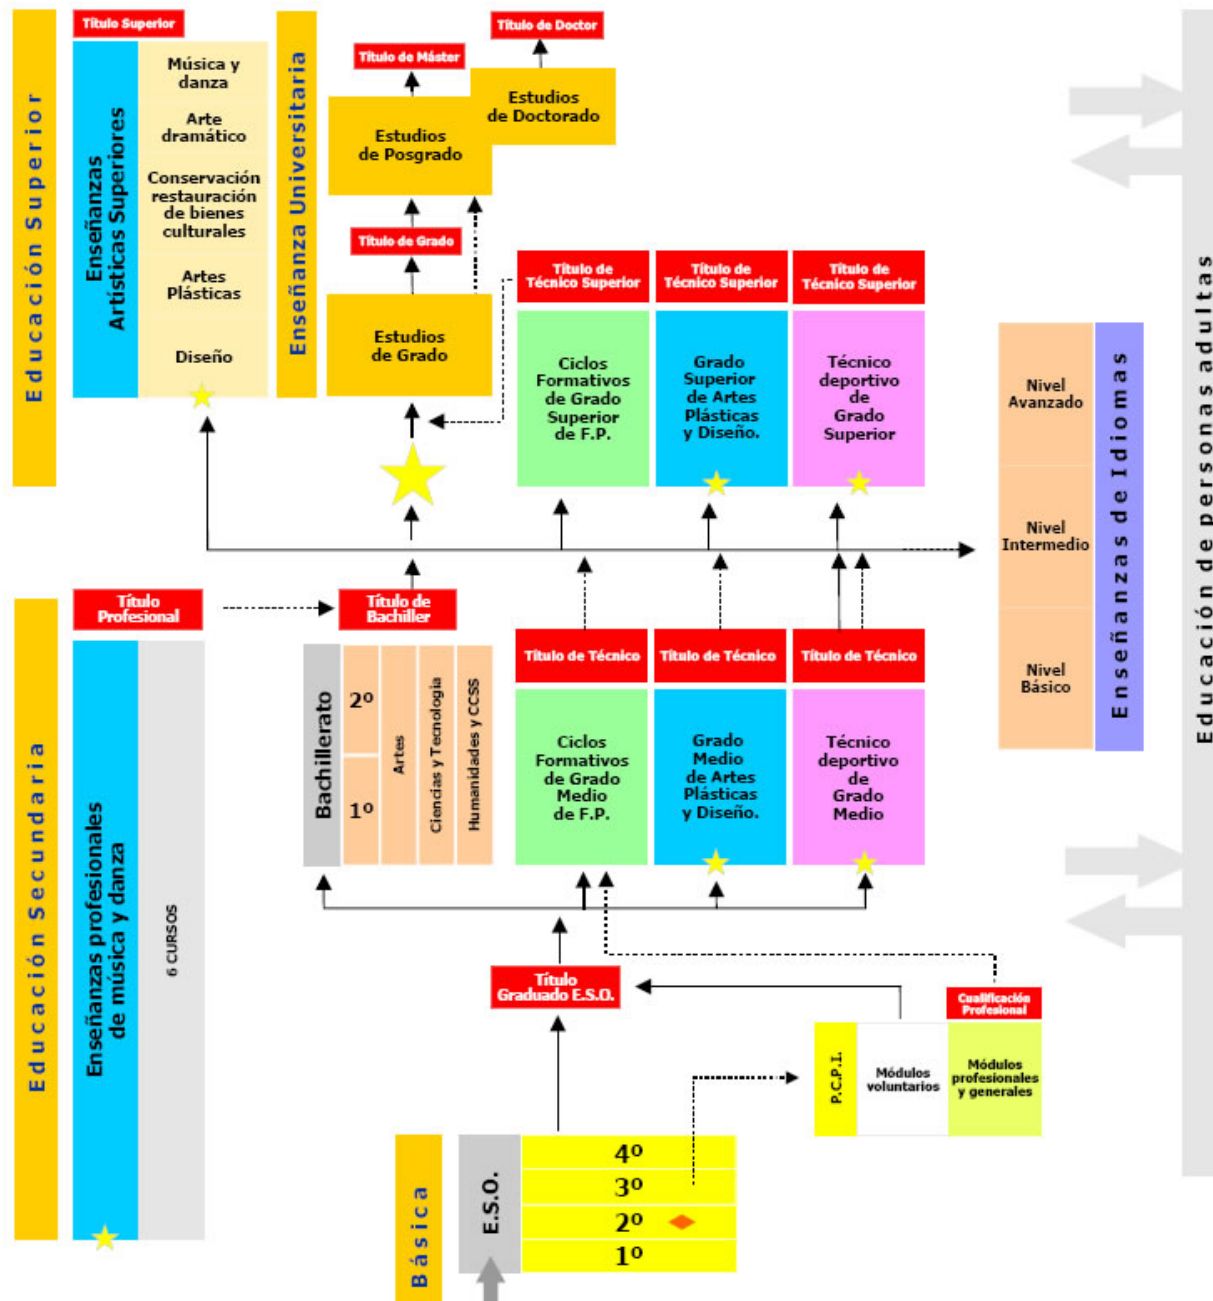 Educación Superior
Título Superior
Enseñanzas
Artísticas Superiores
Música y
danza
Arte
dramático
Conservación
restauración
de bienes
culturales
Artes
Plásticas
Diseño
Enseñanza Universitaria
Título de Doctor
Título de Máster
Estudios
de Doctorado
Estudios
de Posgrado
Título de Grado
Estudios
de Grado
Título de
Técnico Superior
Título de
Técnico Superior
Título de
Técnico Superior
Ciclos
Formativos
de Grado
Superior
de F.P.
Grado
Superior
de Artes
Plásticas
y Diseño.
Técnico
deportivo
de
Grado
Superior
Nivel
Avanzado
Nivel
Intermedio
Nivel
Básico
Enseñanzas de Idiomas
Educación de personas adultas
Educación Secundaria
Título
Profesional
Enseñanzas profesionales
de música y danza
6 CURSOS
Título de
Bachiller
Bachillerato
2º
1º
Artes
Ciencias y Tecnología
Humanidades y CCSS
Título de Técnico
Título de Técnico
Título de Técnico
Ciclos
Formativos
de Grado
Medio
de F.P.
Grado
Medio
de Artes
Plásticas
y Diseño.
Técnico
deportivo
de
Grado
Medio
Título
Graduado E.S.O.
Cualificación
Profesional
P.C.P.I.
Módulos
voluntarios
Módulos
profesionales
y generales
Básica
E.S.O.
4º
3º
2º
1º